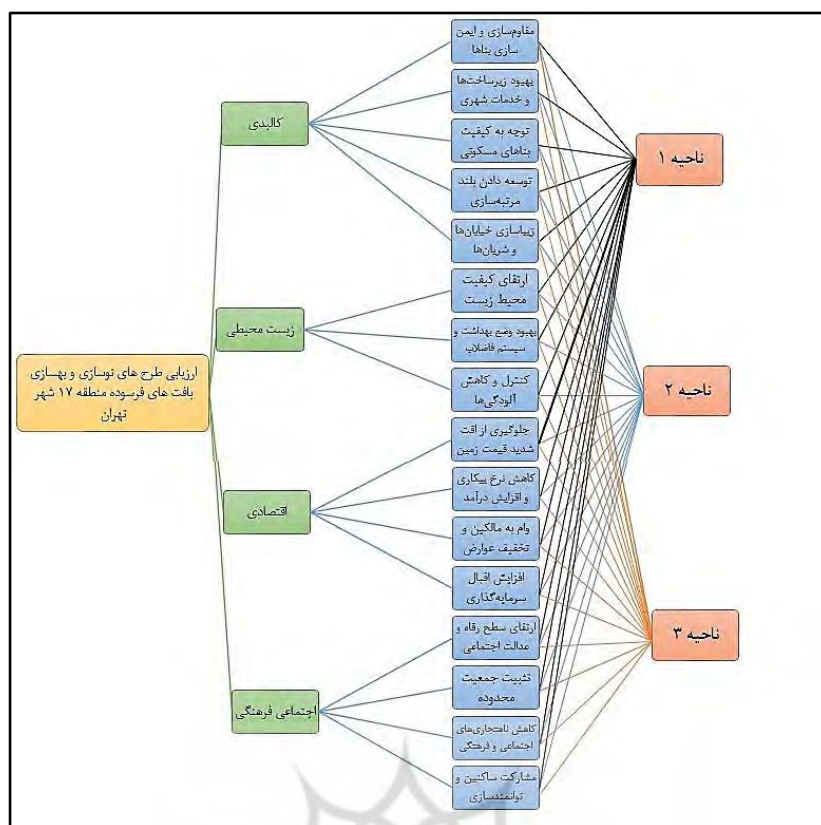 ارزیابی طرح های نوسازی و بهسازی
بافت های فرسوده منطقه ۱۷ شهر
تهران
کالبدی
زیست محیطی
اقتصادی
اجتماعی فرهنگی
مقاوم‌سازی و ایمن
سازی بناها
بهبود زیرساخت‌ها
و خدمات شهری
توجه به کیفیت
بناهای مسکونی
توسعه دادن بلند
مرتبه‌سازی
زیباسازی خیابان‌ها
و شریان‌ها
ارتقای کیفیت
محیط زیست
بهبود وضع بهداشت و
سیستم فاضلاب
کنترل و کاهش
آلودگی‌ها
جلوگیری از افت
شدید قیمت زمین
کاهش نرخ بیکاری
و افزایش درآمد
وام به مالکین و
تخفیف عوارض
افزایش اقبال
سرمایه‌گذاری
ارتقای سطح رفاه و
عدالت اجتماعی
تثبیت جمعیت
محدوده
کاهش ناهنجاری‌های
اجتماعی و فرهنگی
مشارکت ساکنین و
توانمندسازی
ناحیه ۱
ناحیه ۲
ناحیه ۳